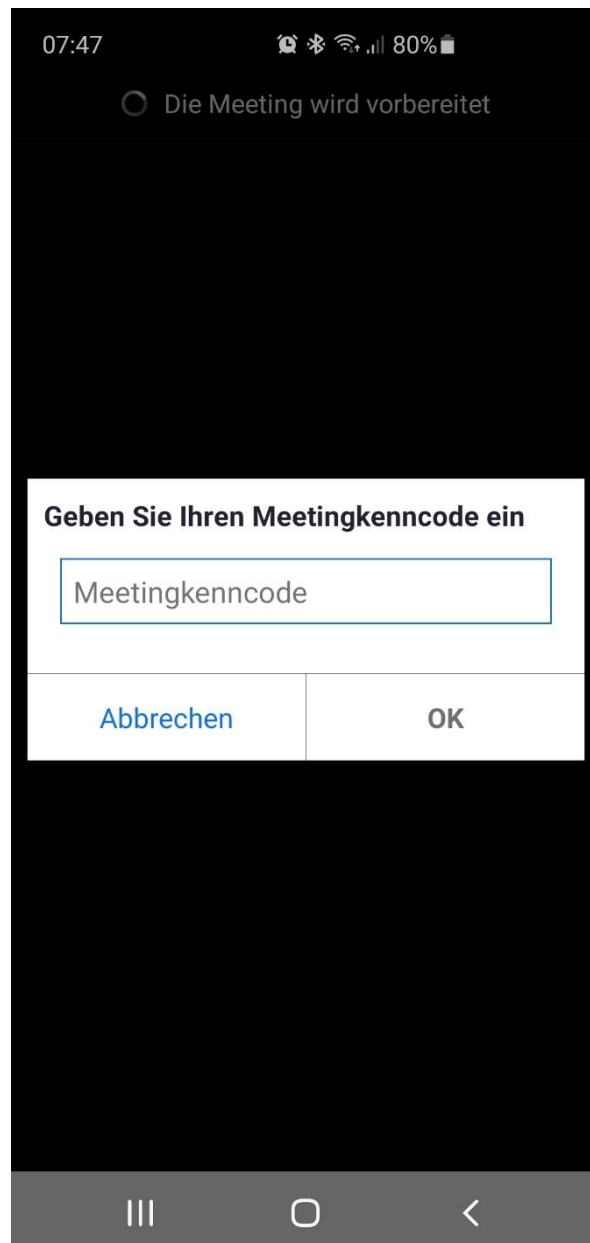 07:47 80%
Die Meeting wird vorbereitet
Geben Sie Ihren Meetingkenncode ein
Meetingkenncode
Abbrechen OK